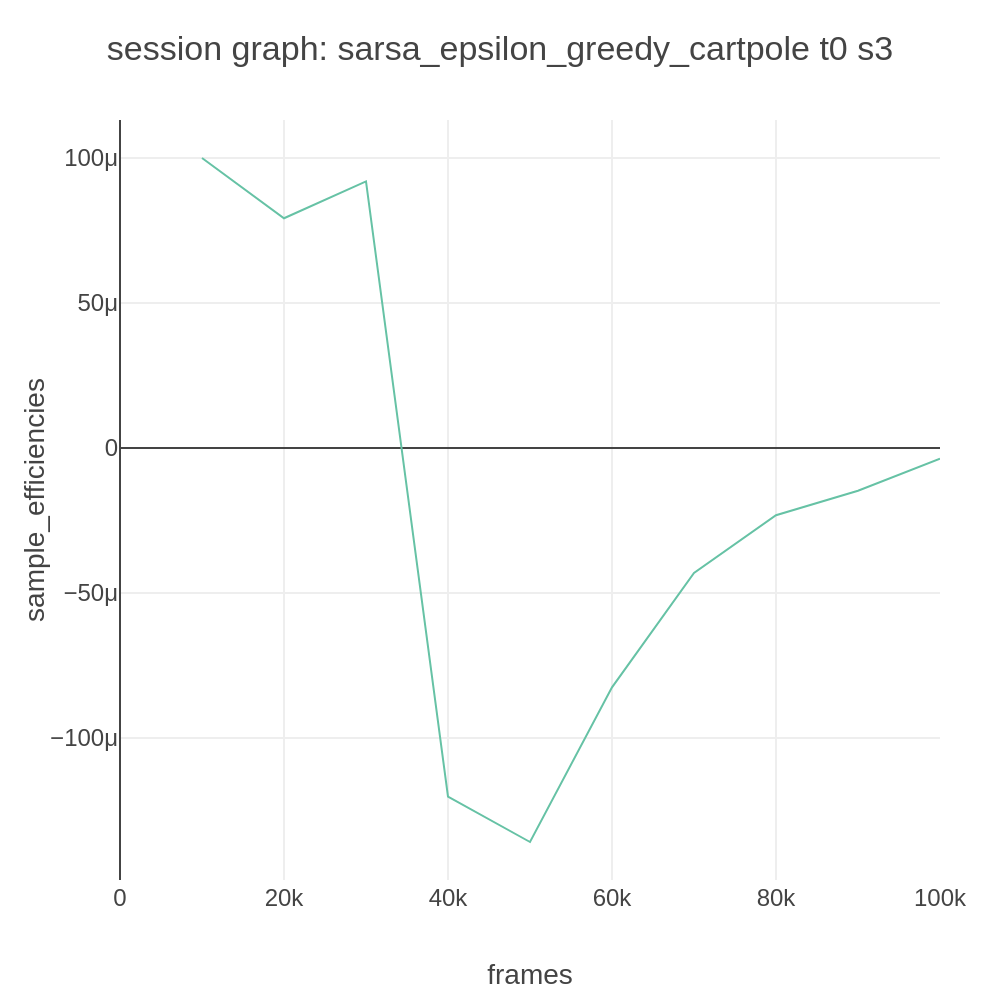 session graph: sarsa_epsilon_greedy_cartpole t0 s3
100μ
50μ
0
−50μ
−100μ
sample_efficiencies
0
20k
40k
60k
80k
100k
frames